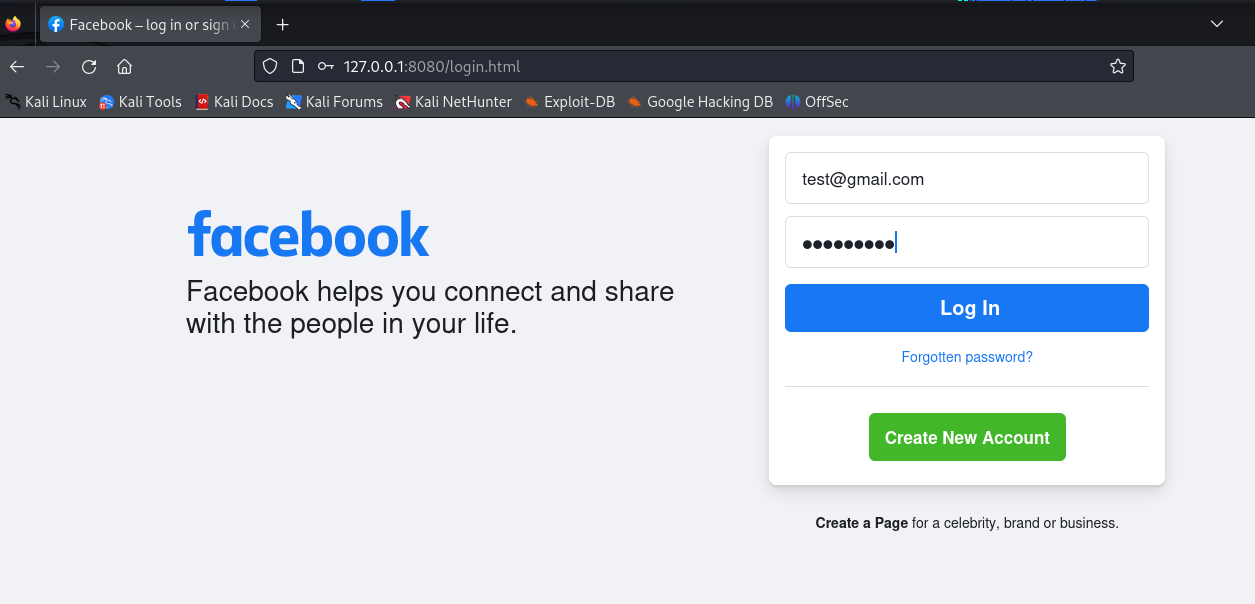 Facebook – log in or sign
127.0.0.1:8080/login.html
Kali Linux Kali Tools Kali Docs Kali Forums Kali NetHunter Exploit-DB Google Hacking DB OffSec
test@gmail.com
facebook
Facebook helps you connect and share
with the people in your life.
Log In
Forgotten password?
Create New Account
Create a Page for a celebrity, brand or business.